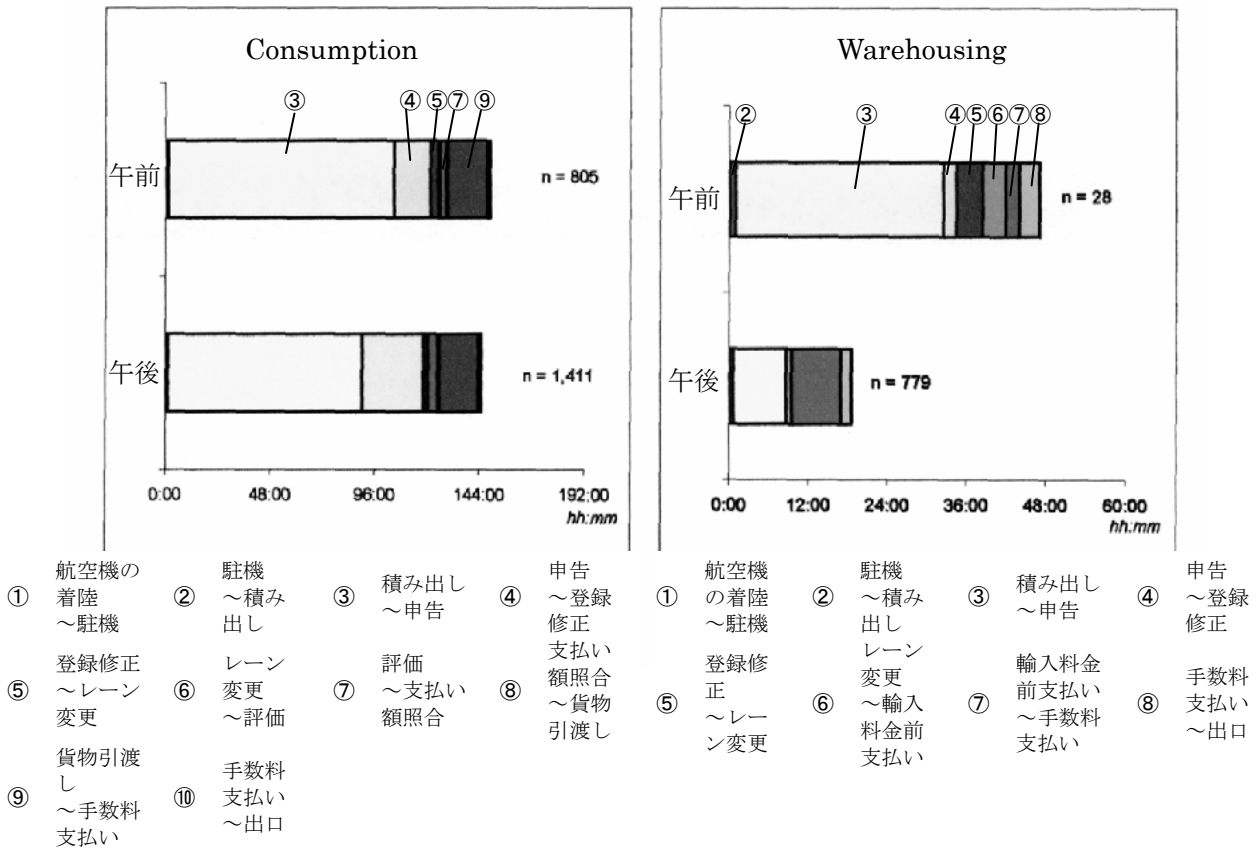 Consumption
③ ④ ⑤⑦ ⑨
午前
n = 805
午後
n = 1,411
0:00 48:00 96:00 144:00 192:00
hh:mm
Warehousing
② ③ ④⑤⑥⑦⑧
午前
n = 28
午後
n = 779
0:00 12:00 24:00 36:00 48:00 60:00
hh:mm
①
航空機の
着陸
～駐機
②
駐機
～積み
出し
③
積み出し
～申告
④
申告
～登録
修正
⑤
登録修正
～レーン
変更
⑥
レーン
変更
～評価
⑦
評価
～支払い
額照合
⑧
支払い
額照合
～貨物
引渡し
⑨
貨物引渡
し
～手数料
支払い
⑩
手数料
支払い
～出口
①
航空機
の着陸
～駐機
②
駐機
～積み
出し
③
積み出し
～申告
④
申告
～登録
修正
⑤
登録修
正
～レー
ン変更
⑥
レーン
変更
～輸入
料金前
支払い
⑦
輸入料金
前支払い
～手数料
支払い
⑧
手数料
支払い
～出口